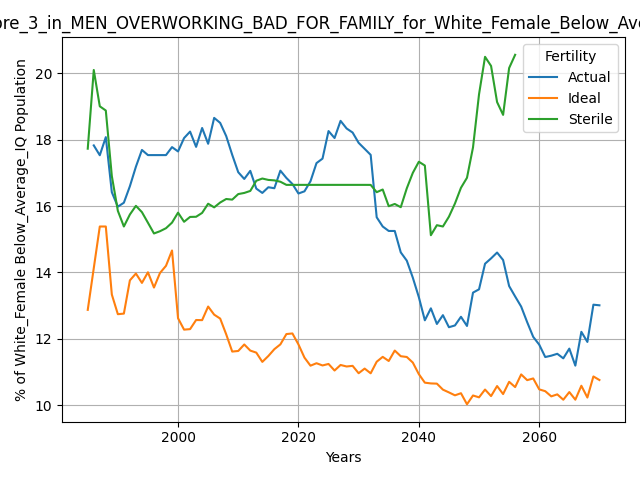 ore_3_in_MEN_OVERWORKING_BAD_FOR_FAMILY_for_White_Female_Below_Ave
Fertility
Actual
Ideal
Sterile
% of White_Female Below_Average_IQ Population
20
18
16
14
12
10
2000 2020 2040 2060
Years